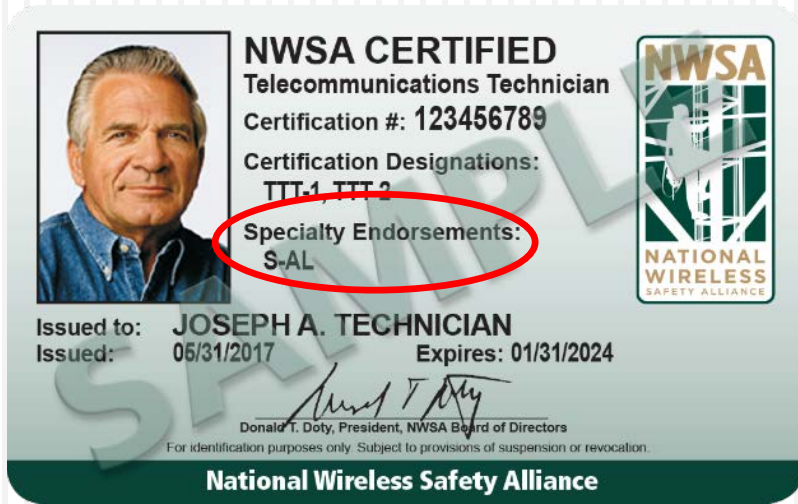 NWSA CERTIFIED
Telecommunications Technician
Certification #: 123456789
Certification Designations:
TTT-1, TTT-2
Specialty Endorsements:
S-AL
NWSA
NATIONAL
WIRELESS
SAFETY ALLIANCE
Issued to: JOSEPH A. TECHNICIAN
Issued: 05/31/2017 Expires: 01/31/2024
Donald T. Doty, President, NWSA Board of Directors
For identification purposes only. Subject to provisions of suspension or revocation.
National Wireless Safety Alliance
SAMPLE